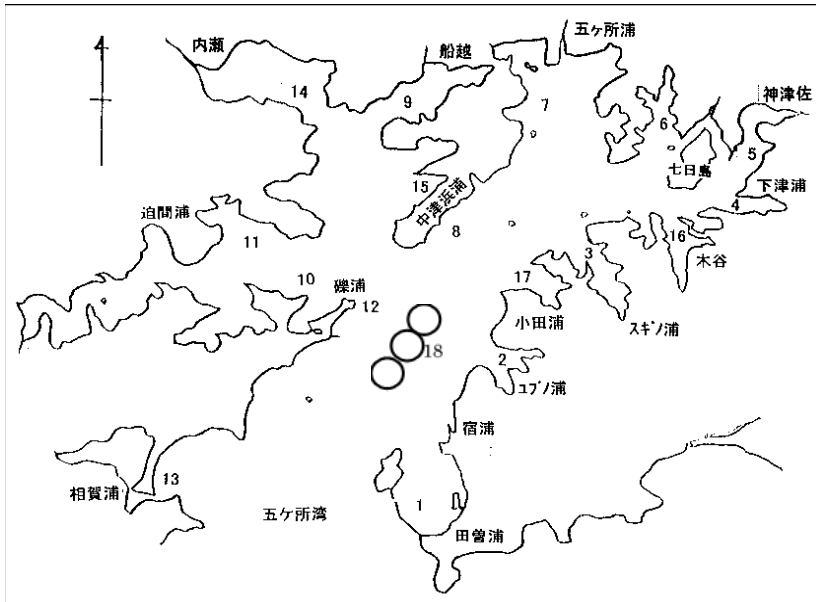 五ヶ所浦
内瀬
船越
14
9
7
神津佐
6
5
七日島
下津浦
15
中津浜浦
4
迫間浦
11
8
16
3
木谷
10
17
礫浦
12
小田浦
スギノ浦
18
2
ユブノ浦
宿浦
13
相賀浦
1
五ケ所湾
田曽浦